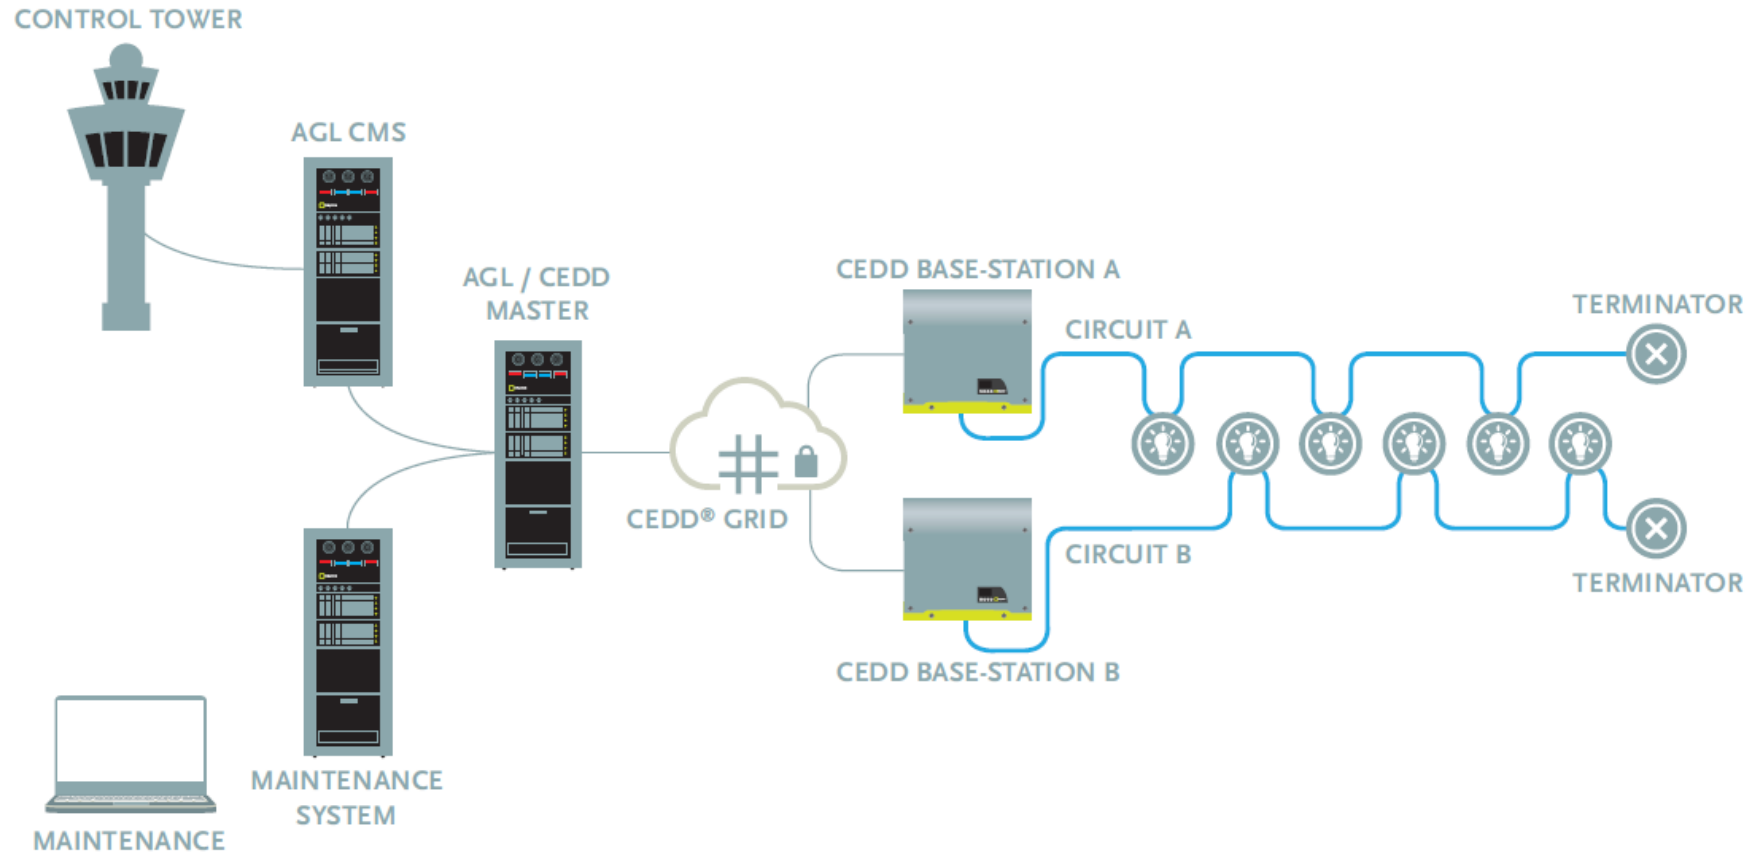 CONTROL TOWER
AGL CMS
AGL / CEDD
MASTER
CEDD® GRID
CEDD BASE-STATION A
CIRCUIT A
TERMINATOR
CIRCUIT B
TERMINATOR
CEDD BASE-STATION B
MAINTENANCE
SYSTEM
MAINTENANCE